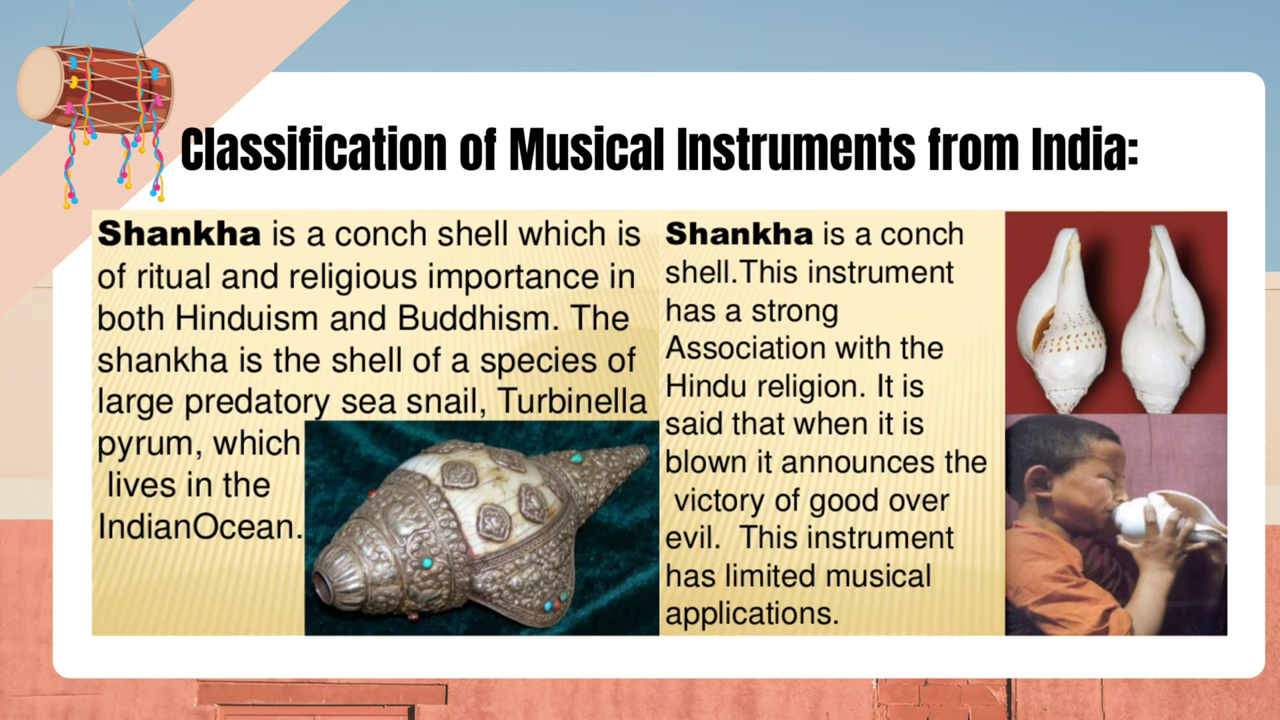 Classification of Musical Instruments from India:
Shankha is a conch shell which is
of ritual and religious importance in
both Hinduism and Buddhism. The
shankha is the shell of a species of
large predatory sea snail, Turbinella
pyrum, which
lives in the
IndianOcean.
Shankha is a conch
shell.This instrument
has a strong
Association with the
Hindu religion. It is
said that when it is
blown it announces the
victory of good over
evil. This instrument
has limited musical
applications.